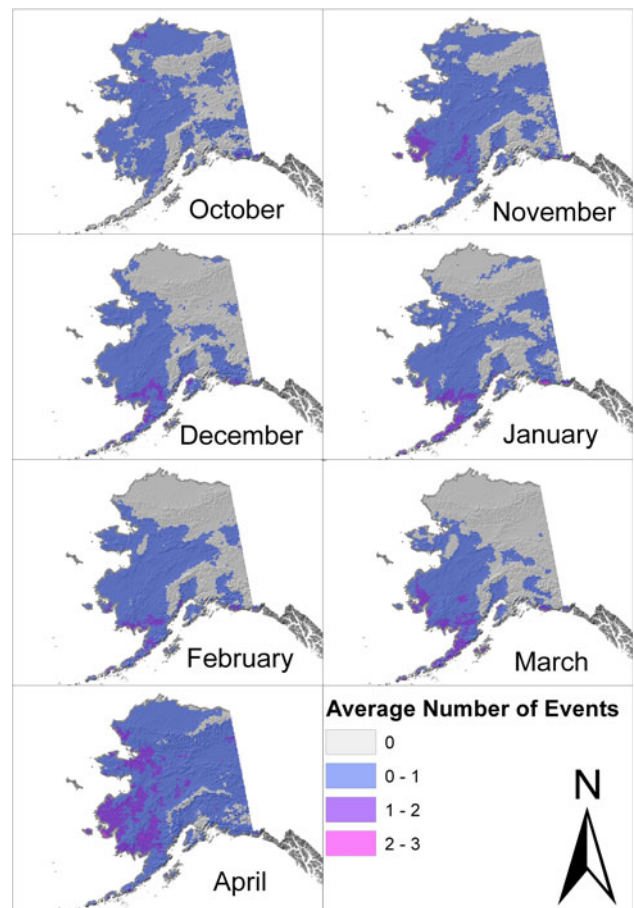 October
November
December
January
February
March
April
Average Number of Events
0
0 - 1
1 - 2
2 - 3
N